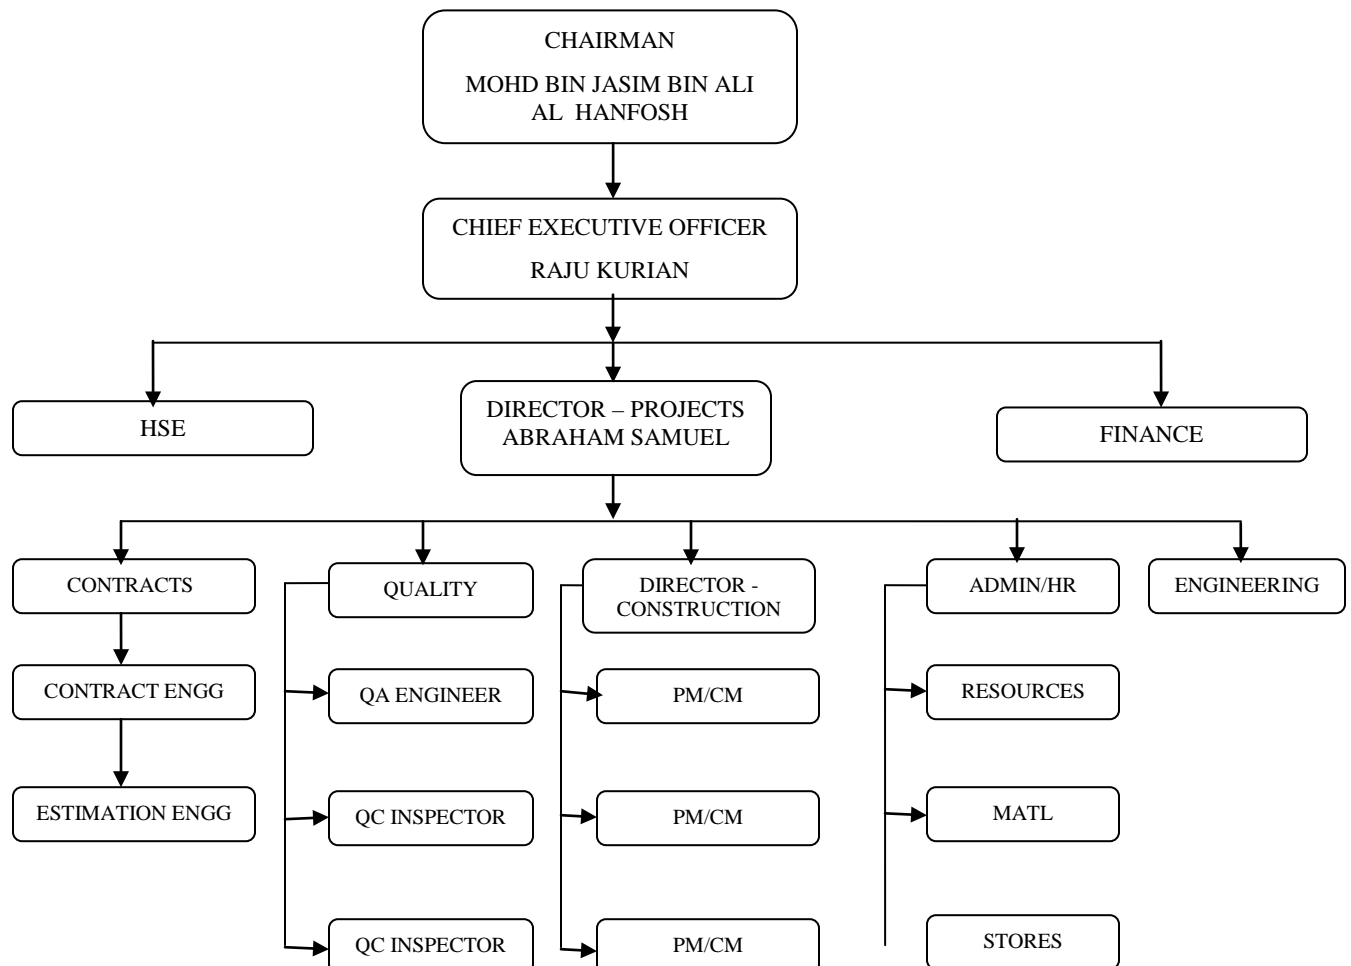 CHAIRMAN
MOHD BIN JASIM BIN ALI
AL HANFOSH
CHIEF EXECUTIVE OFFICER
RAJU KURIAN
HSE
DIRECTOR – PROJECTS
ABRAHAM SAMUEL
FINANCE
CONTRACTS
QUALITY
DIRECTOR -
CONSTRUCTION
ADMIN/HR
ENGINEERING
CONTRACT ENGG
QA ENGINEER
PM/CM
RESOURCES
ESTIMATION ENGG
QC INSPECTOR
PM/CM
MATL
QC INSPECTOR
PM/CM
STORES